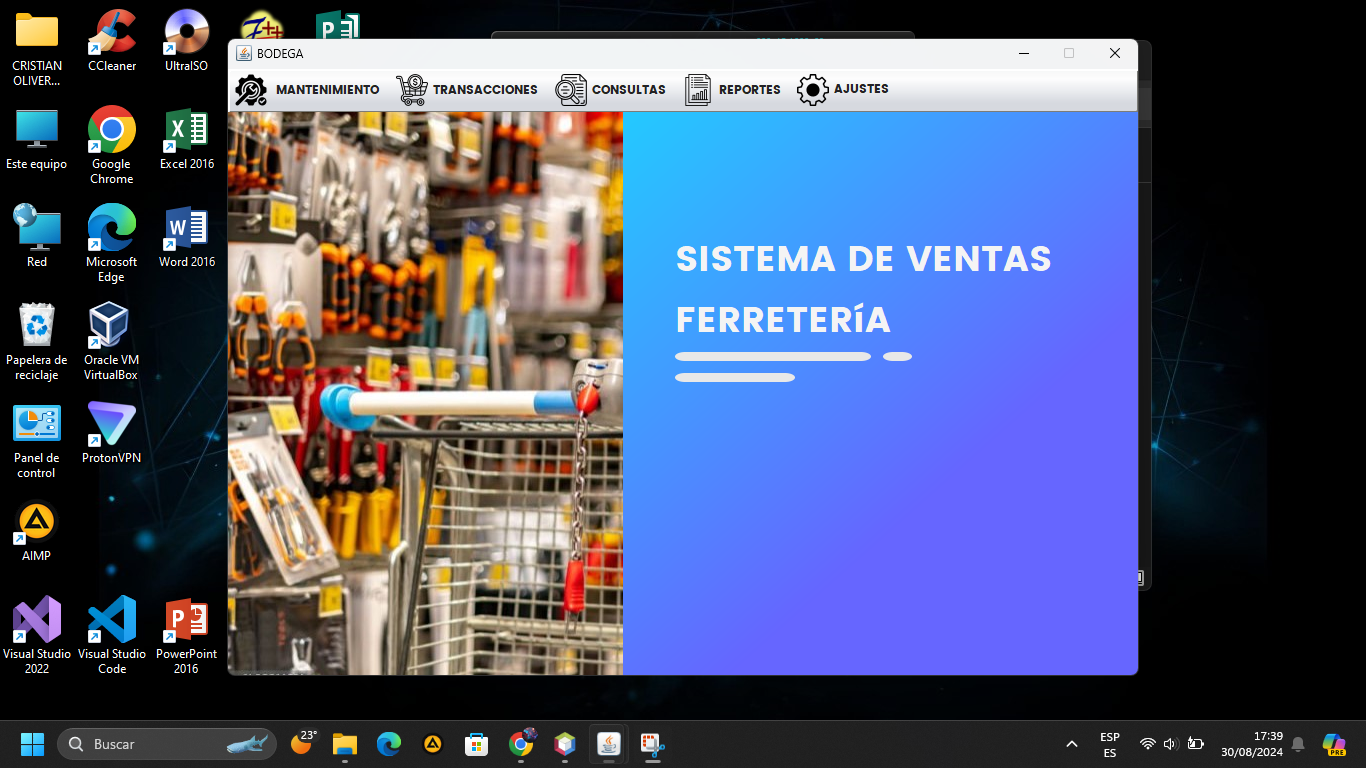 BODEGA
MANTENIMIENTO
TRANSACCIONES
CONSULTAS
REPORTES
AJUSTES
SISTEMA DE VENTAS
FERRETERíA
CRISTIAN
OLIVER...
CCleaner
UltraISO
Este equipo
Google
Chrome
Excel 2016
Red
Microsoft
Edge
Word 2016
Papelera de
reciclaje
Oracle VM
VirtualBox
Panel de
control
ProtonVPN
AIMP
Visual Studio
2022
Visual Studio
Code
PowerPoint
2016
Buscar
23°
ESP
ES
17:39
30/08/2024
PRE